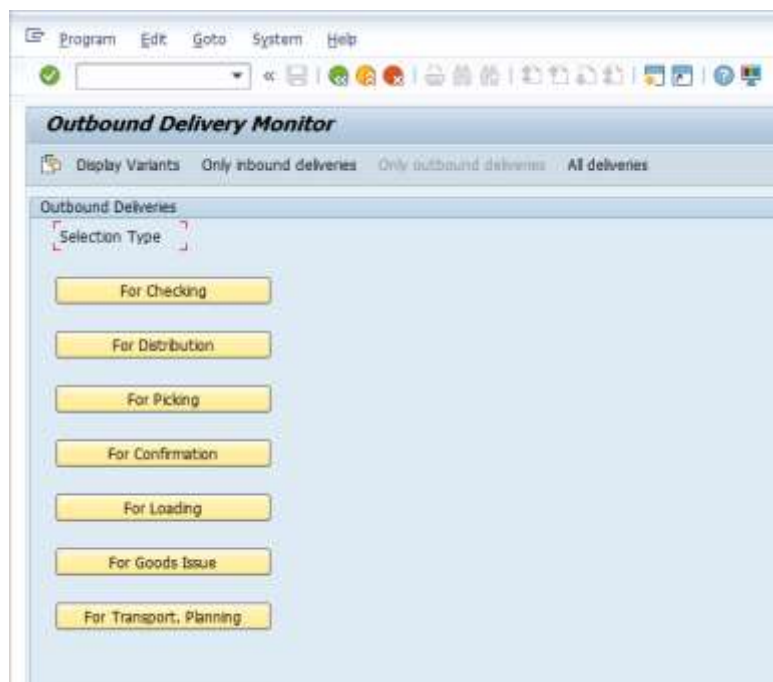 Program Edit Goto System Help
Outbound Delivery Monitor
Display Variants Only inbound deliveries Only outbound deliveries All deliveries
Outbound Deliveries
Selection Type
For Checking
For Distribution
For Picking
For Confirmation
For Loading
For Goods Issue
For Transport. Planning